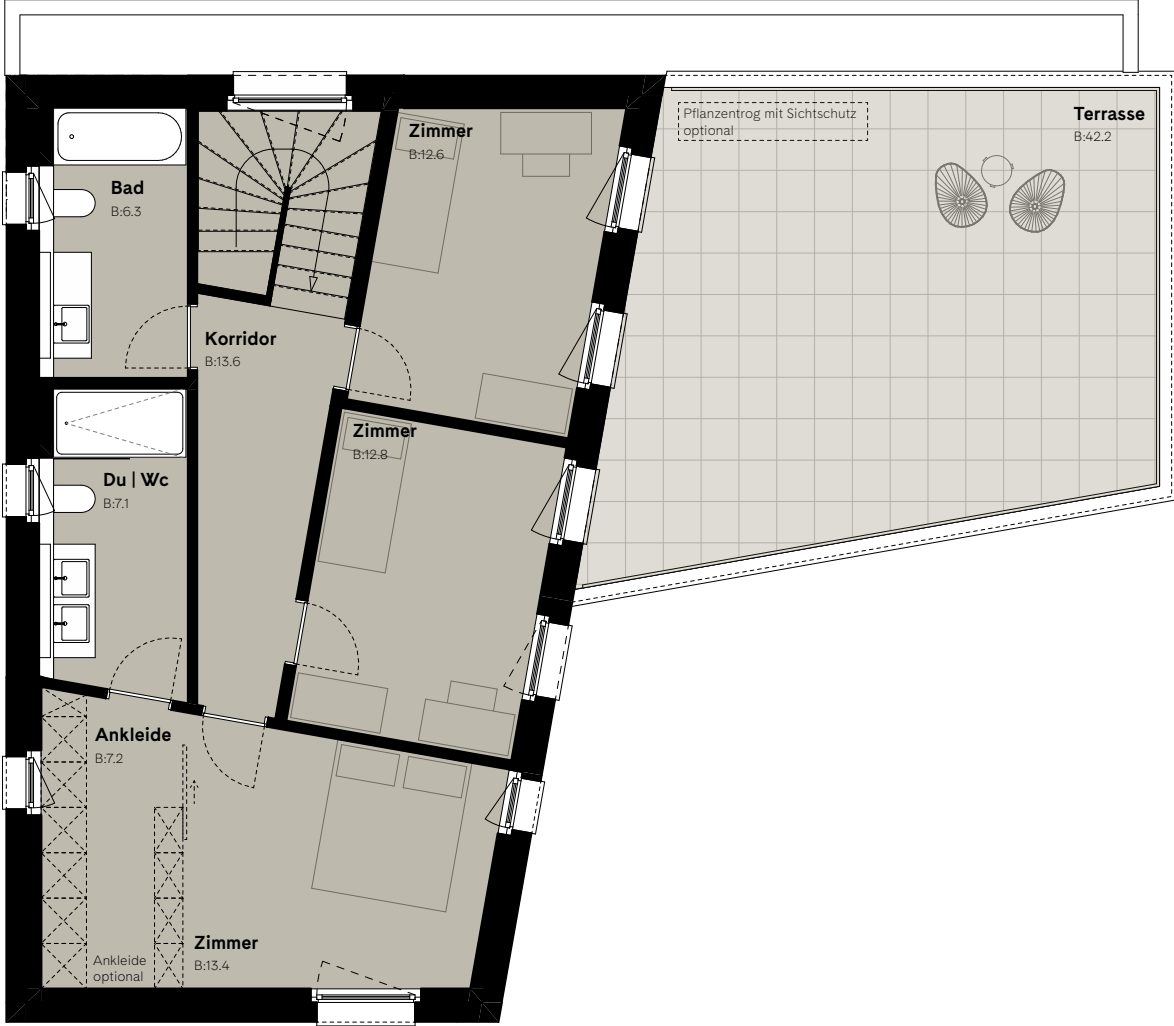 Zimmer
B:12.6
Pflanzentrog mit Sichtschutz
optional
Terrasse
B:42.2
Bad
B:6.3
Korridor
B:13.6
Zimmer
B:12.8
Du | Wc
B:7.1
Ankleide
B:7.2
Zimmer
B:13.4
Ankleide
optional